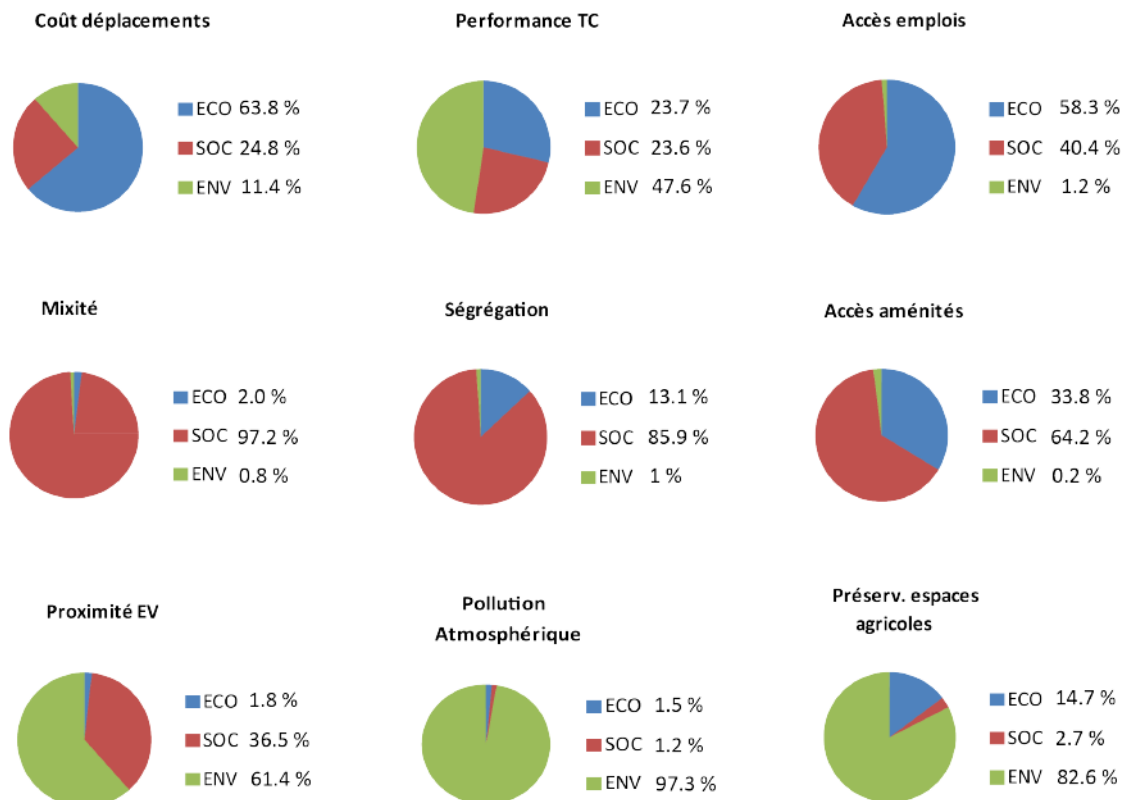 Coût déplacements
ECO 63.8 %
SOC 24.8 %
ENV 11.4 %
Performance TC
ECO 23.7 %
SOC 23.6 %
ENV 47.6 %
Accès emplois
ECO 58.3 %
SOC 40.4 %
ENV 1.2 %
Mixité
ECO 2.0 %
SOC 97.2 %
ENV 0.8 %
Ségrégation
ECO 13.1 %
SOC 85.9 %
ENV 1 %
Accès aménités
ECO 33.8 %
SOC 64.2 %
ENV 0.2 %
Proximité EV
ECO 1.8 %
SOC 36.5 %
ENV 61.4 %
Pollution
Atmosphérique
ECO 1.5 %
SOC 1.2 %
ENV 97.3 %
Préserv. espaces
agricoles
ECO 14.7 %
SOC 2.7 %
ENV 82.6 %